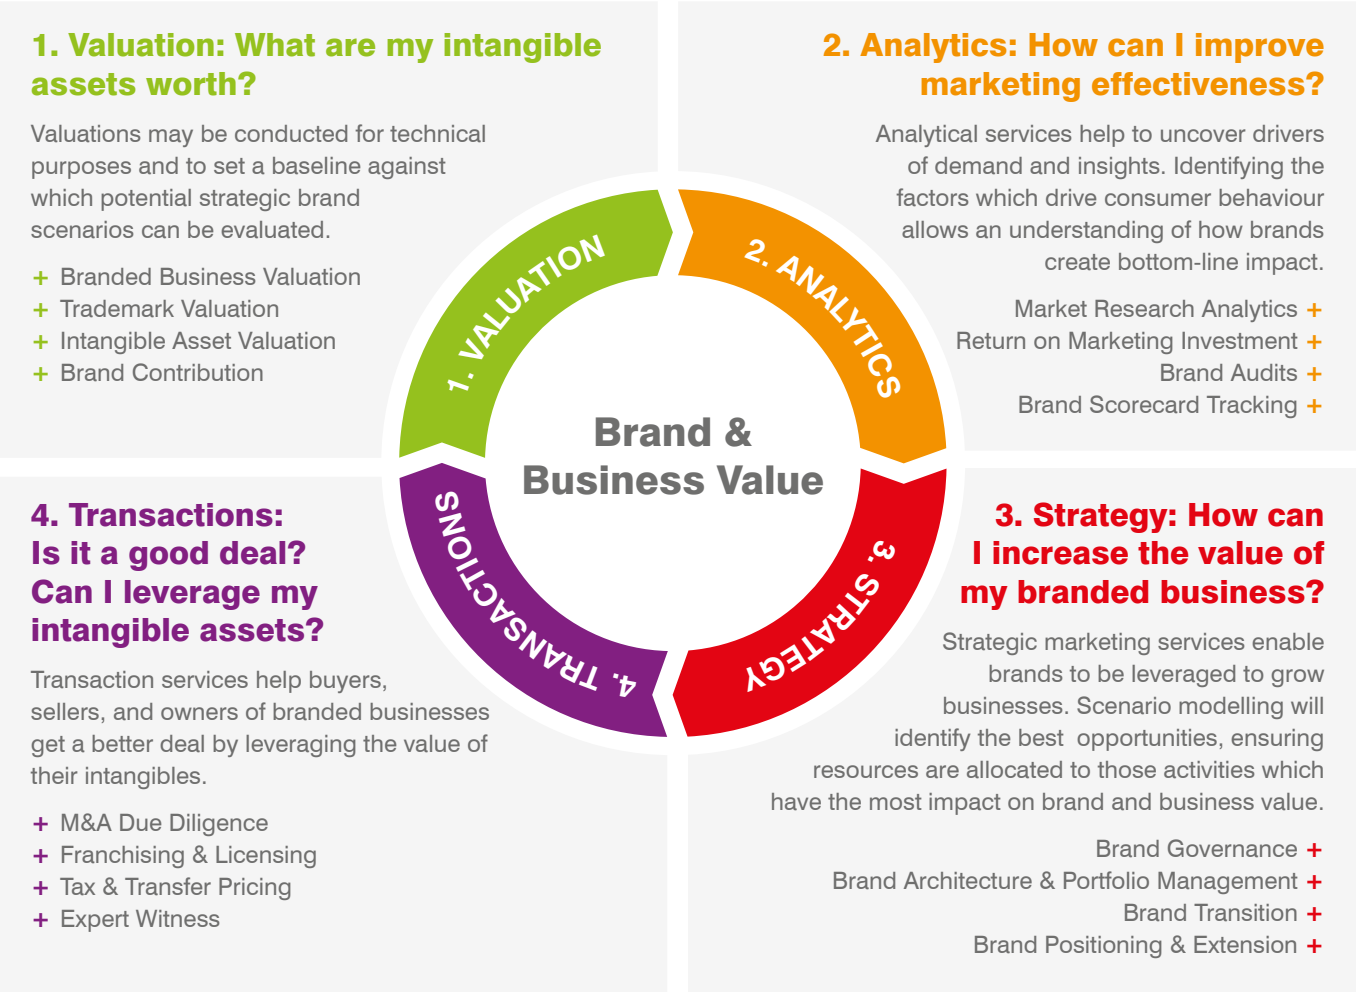 1. Valuation: What are my intangible
assets worth?
Valuations may be conducted for technical
purposes and to set a baseline against
which potential strategic brand
scenarios can be evaluated.
+ Branded Business Valuation
+ Trademark Valuation
+ Intangible Asset Valuation
+ Brand Contribution
2. Analytics: How can I improve
marketing effectiveness?
Analytical services help to uncover drivers
of demand and insights. Identifying the
factors which drive consumer behaviour
allows an understanding of how brands
create bottom-line impact.
Market Research Analytics +
Return on Marketing Investment +
Brand Audits +
Brand Scorecard Tracking +
1. VALUATION
2. ANALYTICS
Brand &
Business Value
3. STRATEGY
4. TRANSACTIONS
3. Strategy: How can
I increase the value of
my branded business?
Strategic marketing services enable
brands to be leveraged to grow
businesses. Scenario modelling will
identify the best  opportunities, ensuring
resources are allocated to those activities which
have the most impact on brand and business value.
Brand Governance +
Brand Architecture & Portfolio Management +
Brand Transition +
Brand Positioning & Extension +
4. Transactions:
Is it a good deal?
Can I leverage my
intangible assets?
Transaction services help buyers,
sellers, and owners of branded businesses
get a better deal by leveraging the value of
their intangibles.
+ M&A Due Diligence
+ Franchising & Licensing
+ Tax & Transfer Pricing
+ Expert Witness